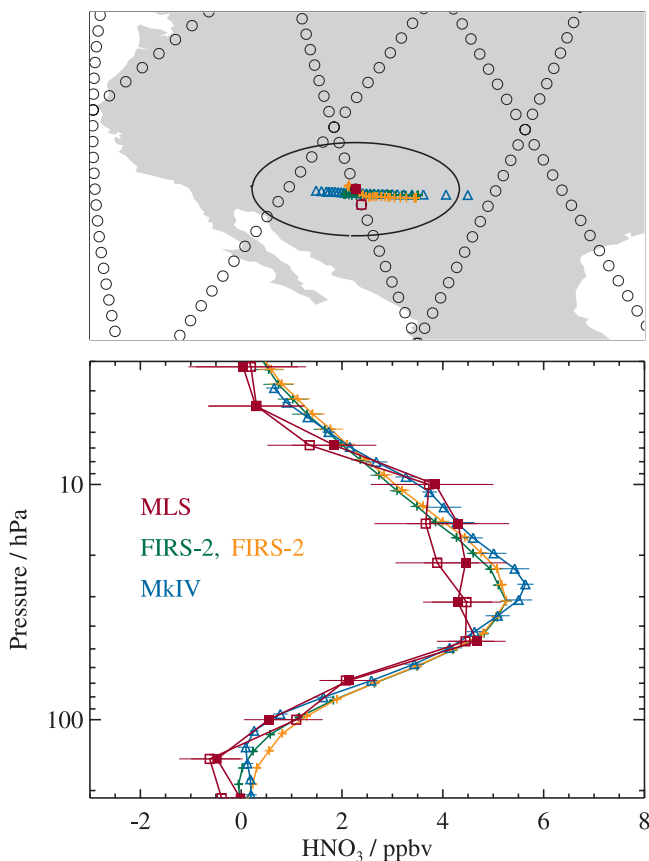 10
MLS
FIRS-2, FIRS-2
MkIV
100
Pressure / hPa
-2 0 2 4 6 8
HNO₃ / ppbv